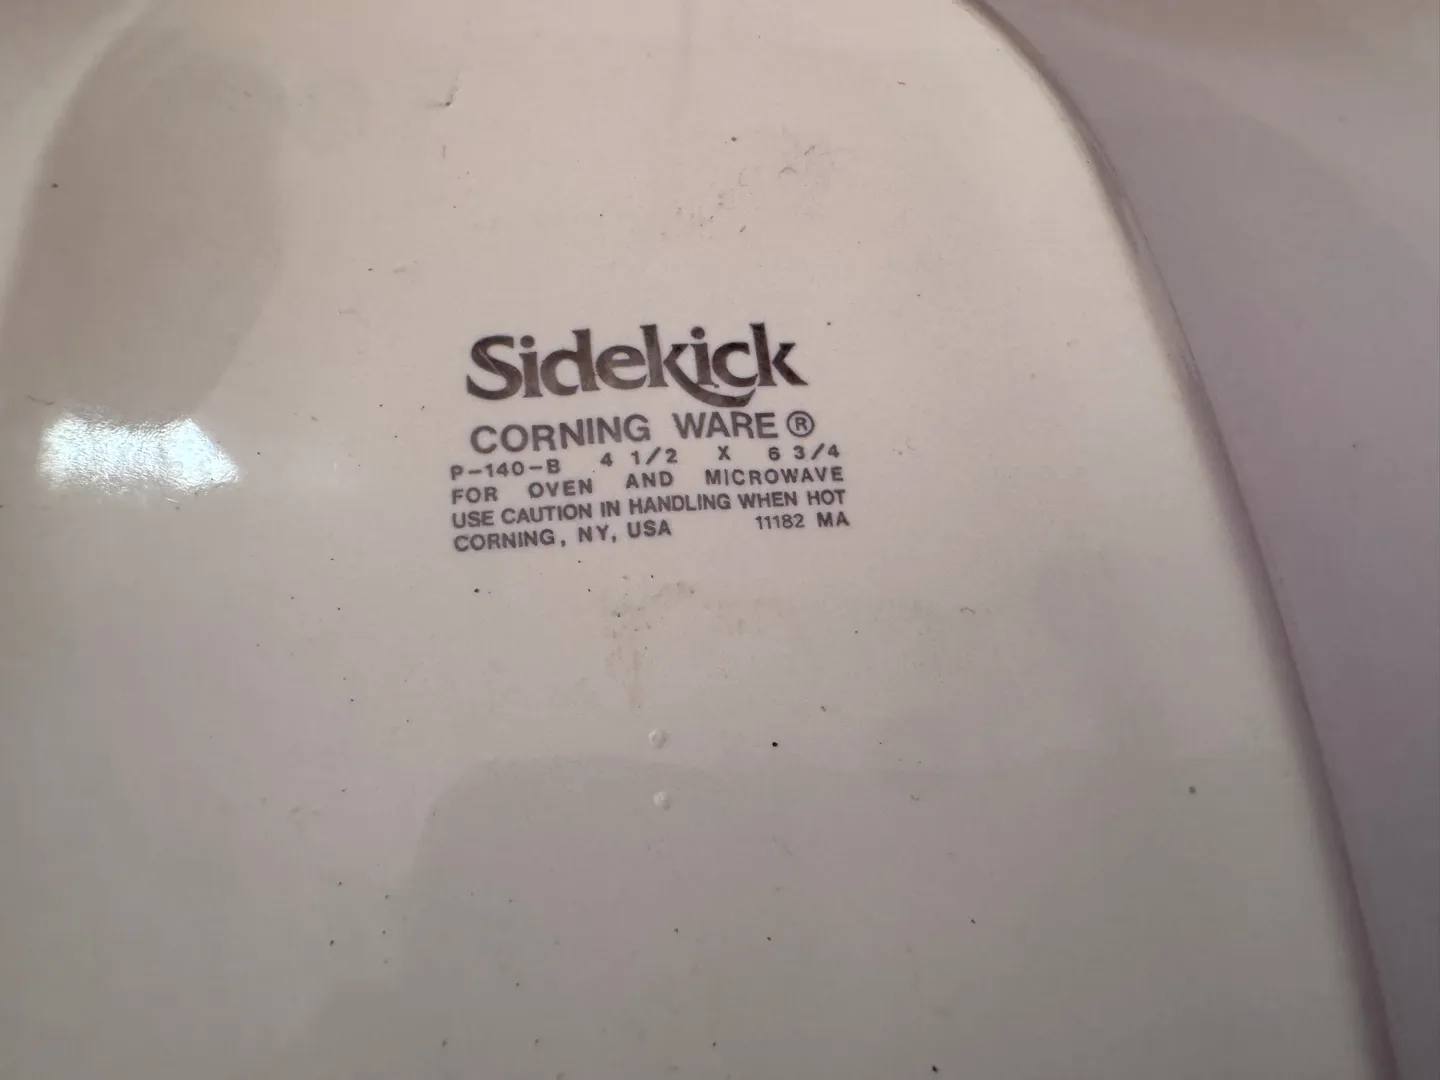 Sidekick
CORNING WARE ®
P-140-B 4 1/2 X 6 3/4
FOR OVEN AND MICROWAVE
USE CAUTION IN HANDLING WHEN HOT
CORNING, NY, USA 11182 MA